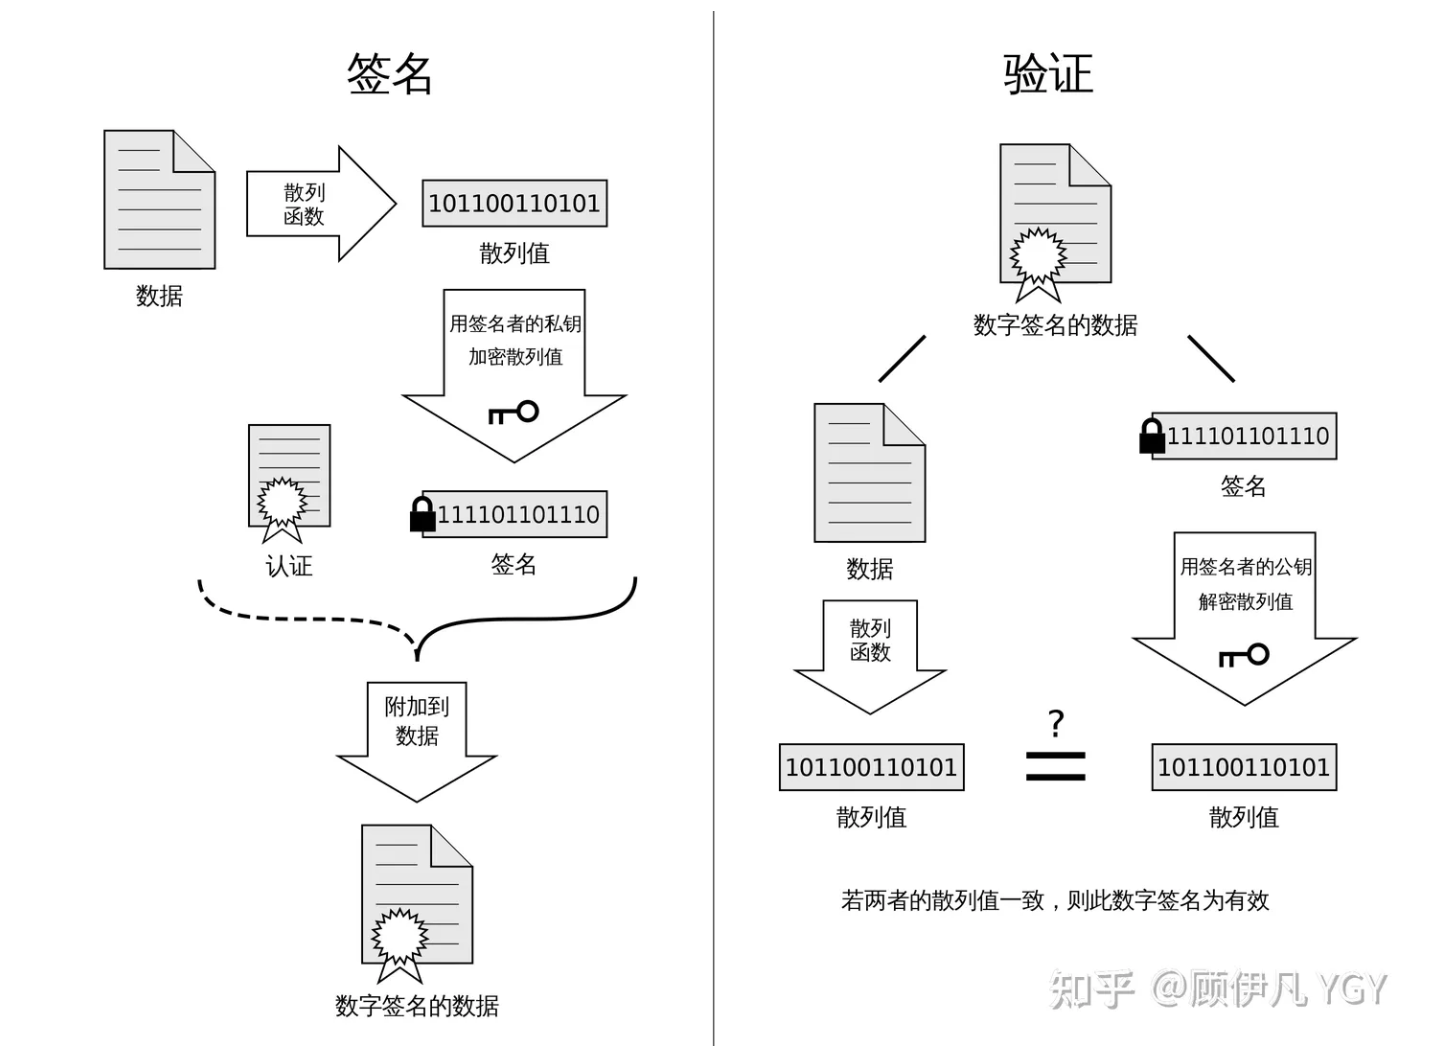 签名
散列
函数
101100110101
散列值
数据
用签名者的私钥
加密散列值
111101101110
认证
签名
附加到
数据
数字签名的数据
验证
数字签名的数据
数据
111101101110
签名
散列
函数
用签名者的公钥
解密散列值
?
101100110101
101100110101
散列值
散列值
若两者的散列值一致，则此数字签名为有效
知乎 @顾伊凡 YGY